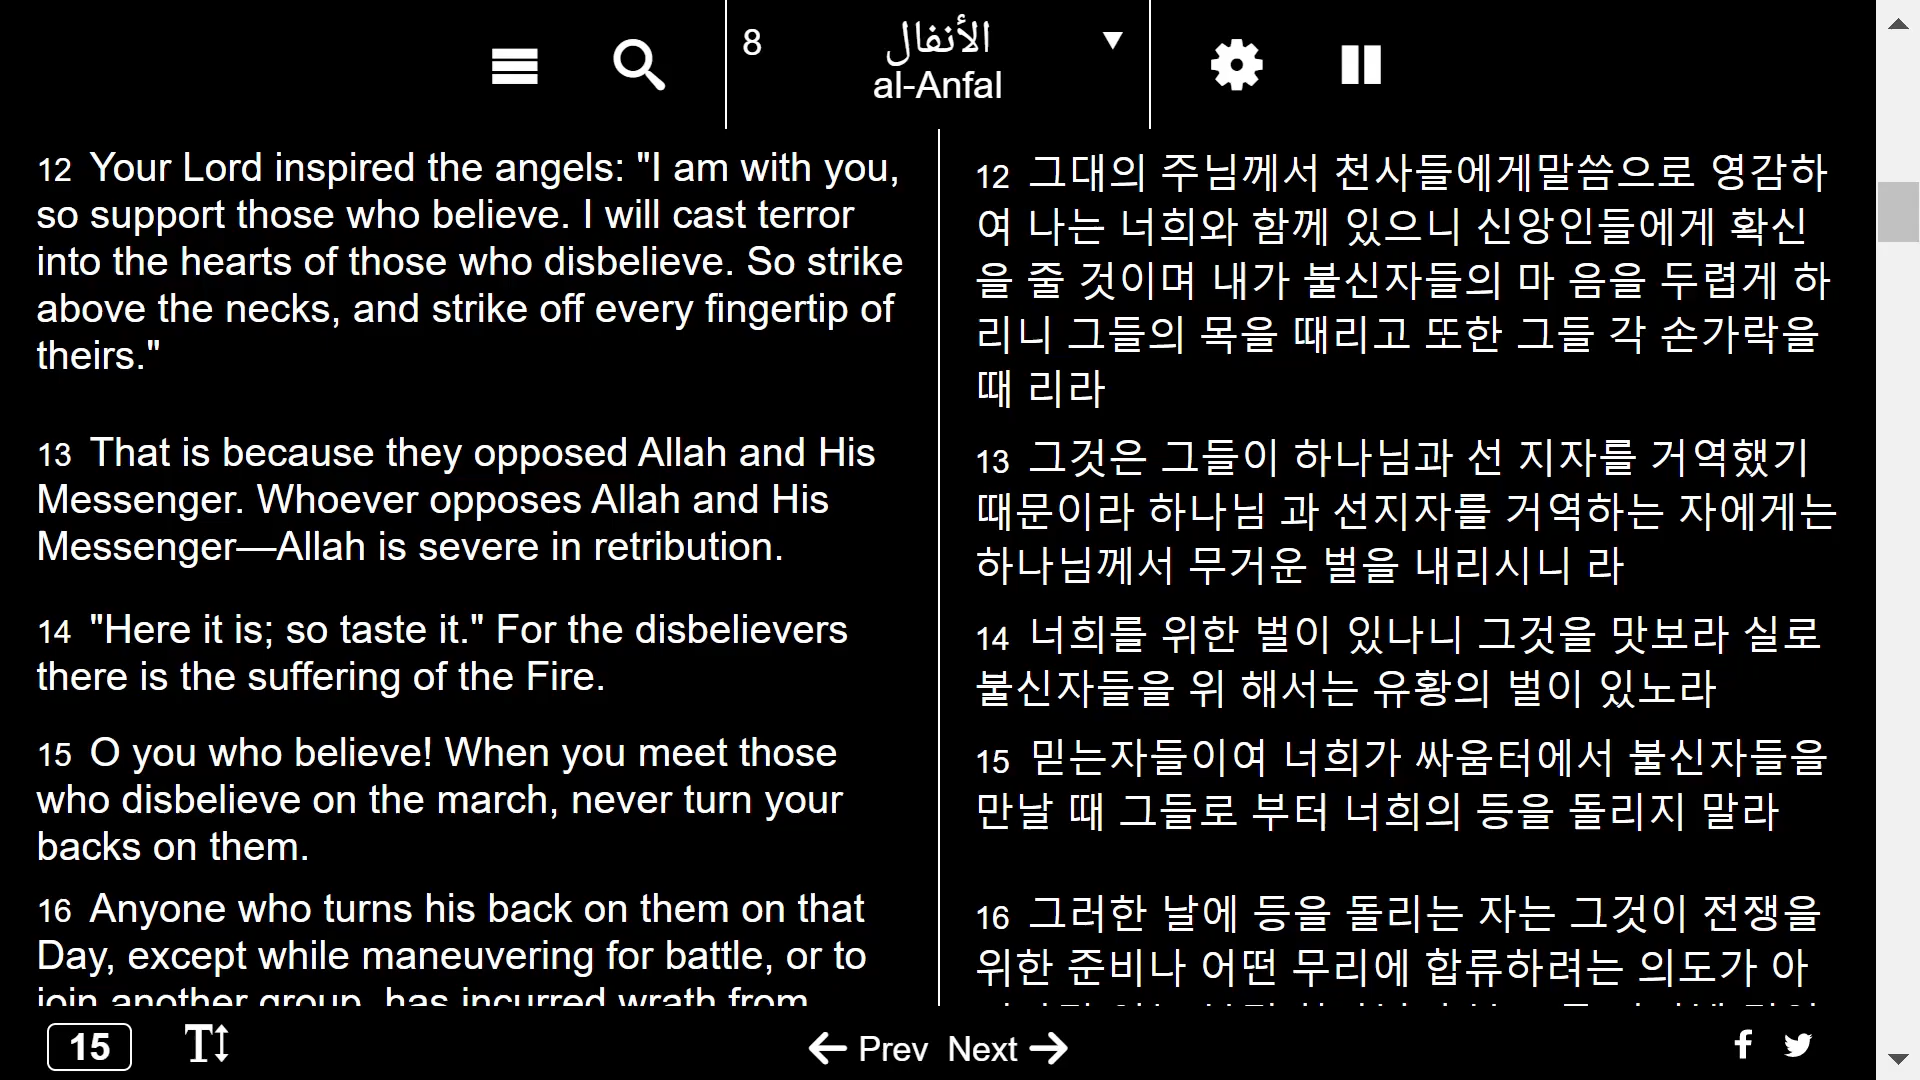 8
الأنفال
al-Anfal
12 Your Lord inspired the angels: "I am with you,
so support those who believe. I will cast terror
into the hearts of those who disbelieve. So strike
above the necks, and strike off every fingertip of
theirs."
13 That is because they opposed Allah and His
Messenger. Whoever opposes Allah and His
Messenger—Allah is severe in retribution.
14 "Here it is; so taste it." For the disbelievers
there is the suffering of the Fire.
15 O you who believe! When you meet those
who disbelieve on the march, never turn your
backs on them.
16 Anyone who turns his back on them on that
Day, except while maneuvering for battle, or to
join another group, has incurred wrath from
12 그대의 주님께서 천사들에게말씀으로 영감하
여 나는 너희와 함께 있으니 신앙인들에게 확신
을 줄 것이며 내가 불신자들의 마 음을 두렵게 하
리니 그들의 목을 때리고 또한 그들 각 손가락을
때 리라
13 그것은 그들이 하나님과 선 지자를 거역했기
때문이라 하나님 과 선지자를 거역하는 자에게는
하나님께서 무거운 벌을 내리시니 라
14 너희를 위한 벌이 있나니 그것을 맛보라 실로
불신자들을 위 해서는 유황의 벌이 있노라
15 믿는자들이여 너희가 싸움터에서 불신자들을
만날 때 그들로 부터 너희의 등을 돌리지 말라
16 그러한 날에 등을 돌리는 자는 그것이 전쟁을
위한 준비나 어떤 무리에 합류하려는 의도가 아
15
Prev Next